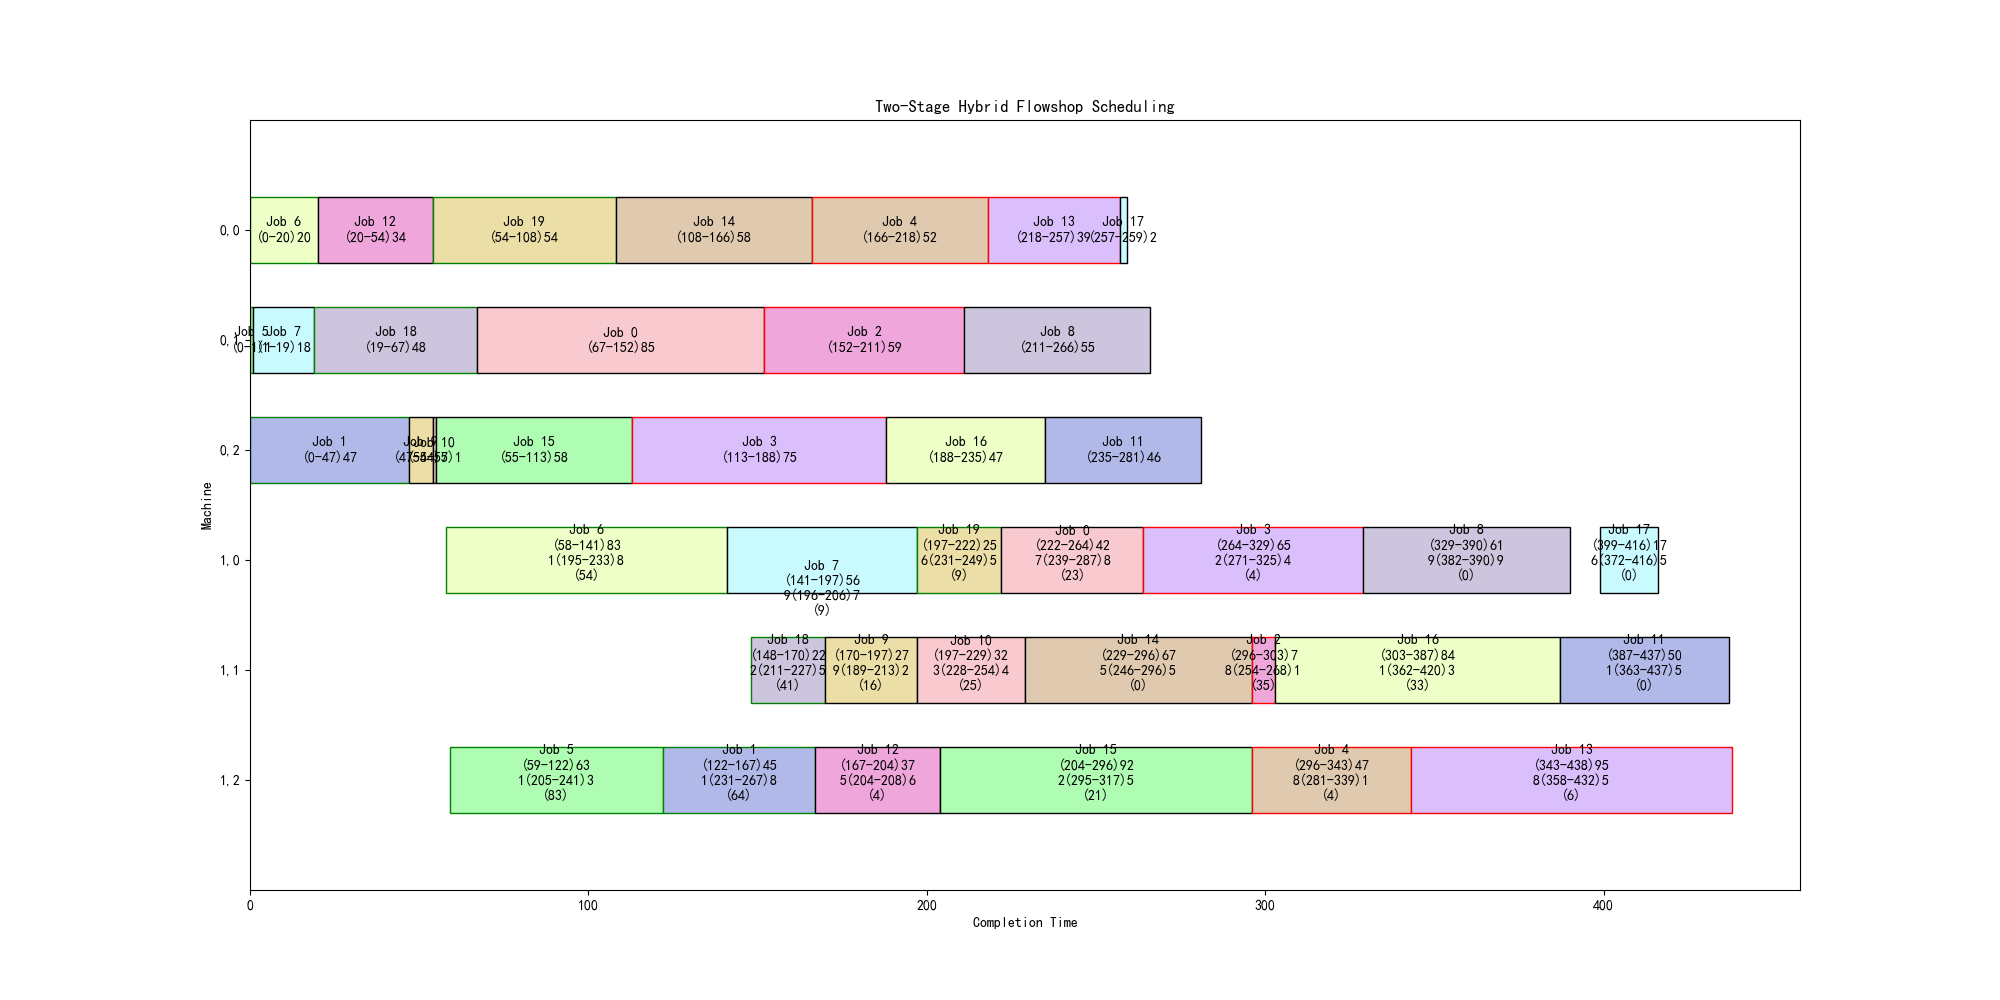 Two-Stage Hybrid Flowshop Scheduling
0,0
Job 6
(0-20)20
Job 12
(20-54)34
Job 19
(54-108)54
Job 14
(108-166)58
Job 4
(166-218)52
Job 13
(218-257)39
Job 17
(257-259)2
0,1
Job 5
(0-1)1
Job 7
(1-19)18
Job 18
(19-67)48
Job 0
(67-152)85
Job 2
(152-211)59
Job 8
(211-266)55
0,2
Job 1
(0-47)47
Job 9
(47-54)7
Job 10
(54-55)1
Job 15
(55-113)58
Job 3
(113-188)75
Job 16
(188-235)47
Job 11
(235-281)46
1,0
Job 6
(58-141)83
1(195-233)8
(54)
Job 7
(141-197)56
9(196-206)7
(9)
Job 19
(197-222)25
6(231-249)5
(9)
Job 0
(222-264)42
7(239-287)8
(23)
Job 3
(264-329)65
2(271-325)4
(4)
Job 8
(329-390)61
9(382-390)9
(0)
Job 17
(399-416)17
6(372-416)5
(0)
1,1
Job 18
(148-170)22
2(211-227)5
(41)
Job 9
(170-197)27
9(189-213)2
(16)
Job 10
(197-229)32
3(228-254)4
(25)
Job 14
(229-296)67
5(246-296)5
(0)
Job 2
(296-303)7
8(254-268)1
(35)
Job 16
(303-387)84
1(362-420)3
(33)
Job 11
(387-437)50
1(363-437)5
(0)
1,2
Job 5
(59-122)63
1(205-241)3
(83)
Job 1
(122-167)45
1(231-267)8
(64)
Job 12
(167-204)37
5(204-208)6
(4)
Job 15
(204-296)92
2(295-317)5
(21)
Job 4
(296-343)47
8(281-339)1
(4)
Job 13
(343-438)95
8(358-432)5
(6)
Machine
0
100
200
300
400
Completion Time